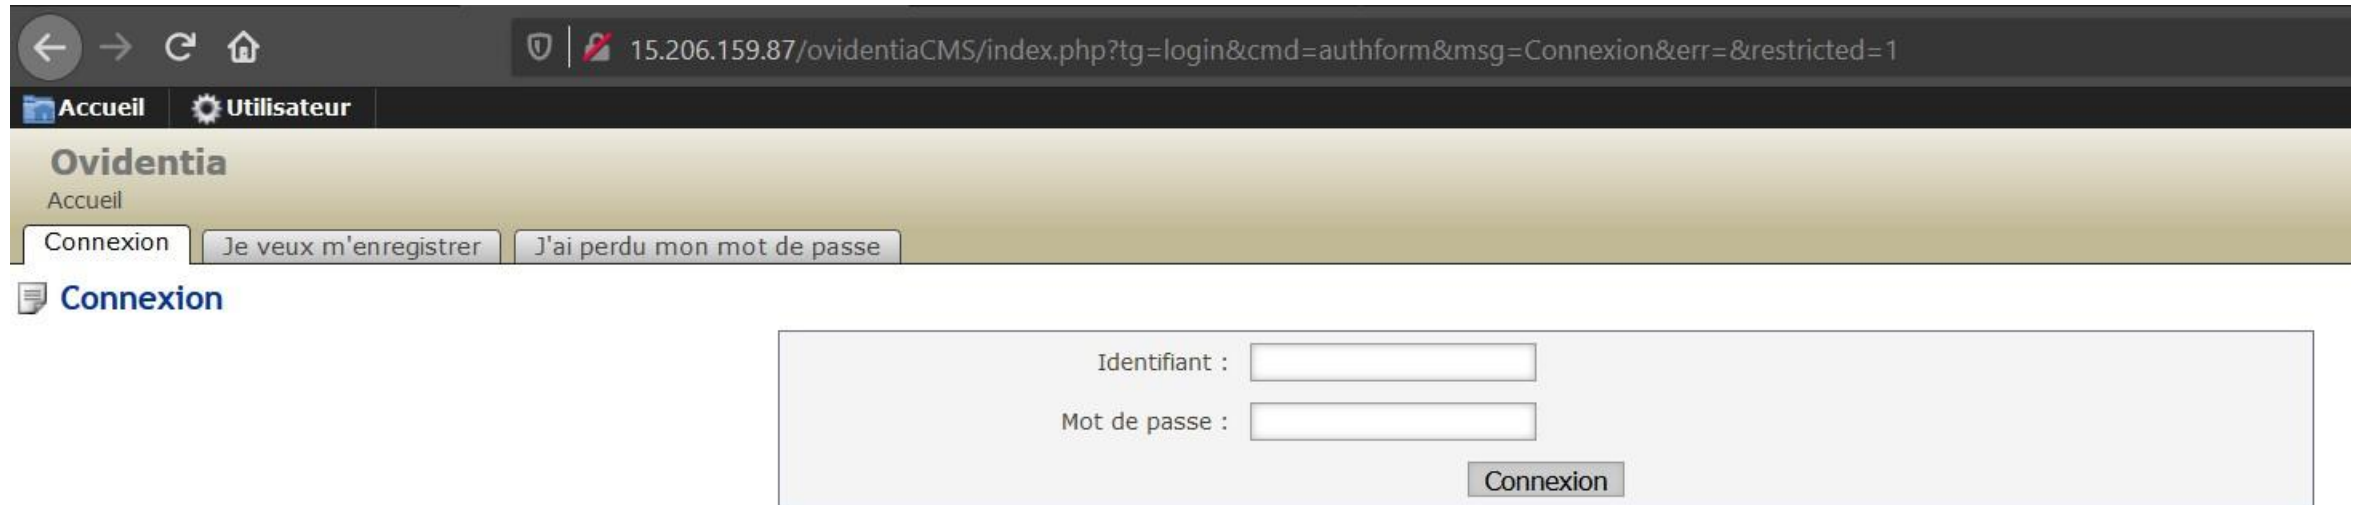 15.206.159.87/ovidentiaCMS/index.php?tg=login&cmd=authform&msg=Connexion&err=&restricted=1
Accueil Utilisateur
Ovidentia
Accueil
Connexion Je veux m'enregistrer J'ai perdu mon mot de passe
Connexion
Identifiant :
Mot de passe :
Connexion